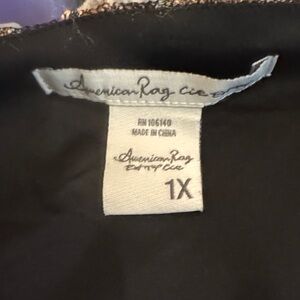 American Rag Cie
RN 106140
MADE IN CHINA
American Rag
Cie
1X